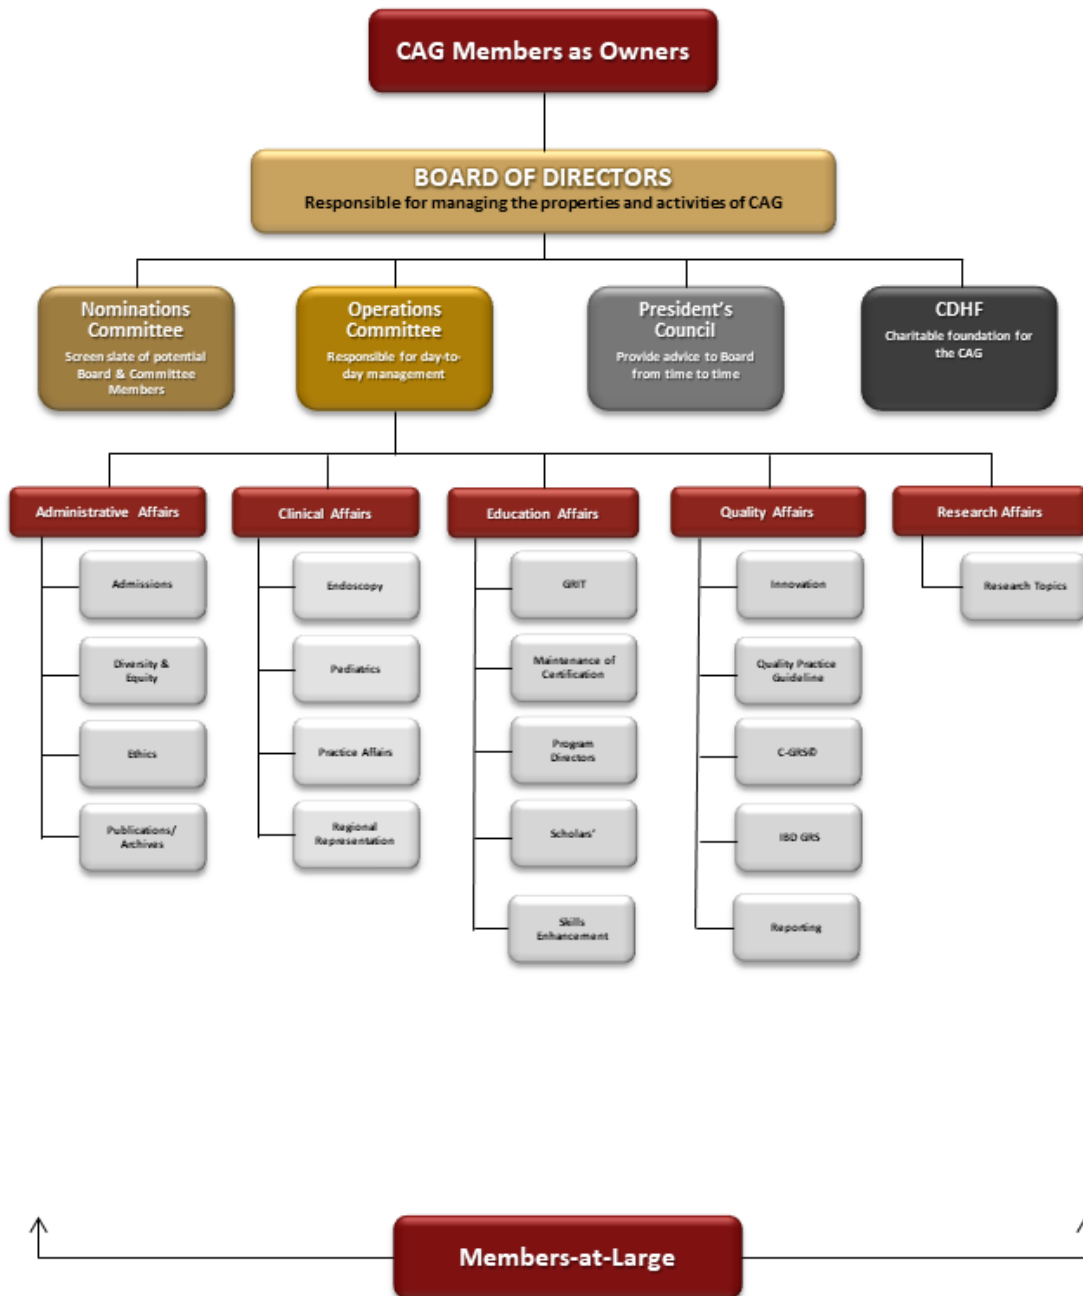 CAG Members as Owners
BOARD OF DIRECTORS
Responsible for managing the properties and activities of CAG
Nominations
Committee
Screen slate of potential
Board & Committee
Members
Operations
Committee
Responsible for day-to-
day management
President's
Council
Provide advice to Board
from time to time
CDHF
Charitable foundation for
the CAG
Administrative Affairs
Admissions
Diversity &
Equity
Ethics
Publications/
Archives
Clinical Affairs
Endoscopy
Pediatrics
Practice Affairs
Regional
Representation
Education Affairs
GRIT
Maintenance of
Certification
Program
Directors
Scholars'
Skills
Enhancement
Quality Affairs
Innovation
Quality Practice
Guideline
C-GRS©
IBD GRS
Reporting
Research Affairs
Research Topics
Members-at-Large